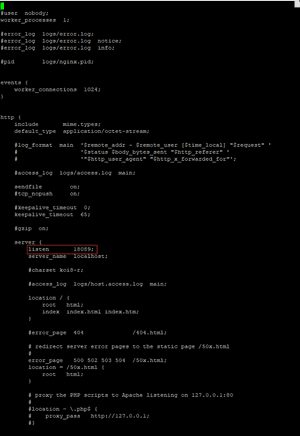 #user  nobody;
worker_processes  1;
#error_log  logs/error.log;
#error_log  logs/error.log  notice;
#error_log  logs/error.log  info;
#pid        logs/nginx.pid;
events {
    worker_connections  1024;
}
http {
    include       mime.types;
    default_type  application/octet-stream;
    #log_format  main  '$remote_addr - $remote_user [$time_local] "$request" '
    #                  '$status $body_bytes_sent "$http_referer" '
    #                  '"$http_user_agent" "$http_x_forwarded_for"';
    #access_log  logs/access.log  main;
    sendfile        on;
    #tcp_nopush     on;
    #keepalive_timeout  0;
    keepalive_timeout  65;
    #gzip  on;
    server {
        listen       18089;
        server_name  localhost;
        #charset koi8-r;
        #access_log  logs/host.access.log  main;
        location / {
            root   html;
            index  index.html index.htm;
        }
        #error_page  404              /404.html;
        # redirect server error pages to the static page /50x.html
        #
        error_page   500 502 503 504  /50x.html;
        location = /50x.html {
            root   html;
        }
        # proxy the PHP scripts to Apache listening on 127.0.0.1:80
        #
        #location ~ \.php$ {
        #    proxy_pass   http://127.0.0.1;
        #}